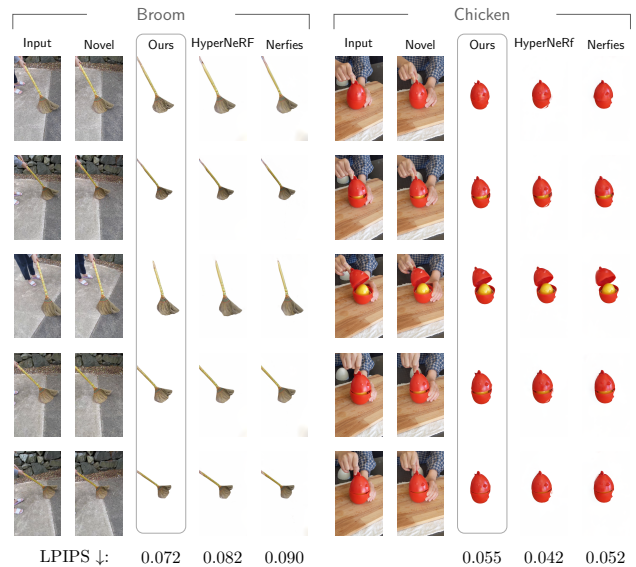 Broom Chicken
Input Novel Ours HyperNeRF Nerfies Input Novel Ours HyperNeRf Nerfies
LPIPS ↓: 0.072 0.082 0.090 0.055 0.042 0.052